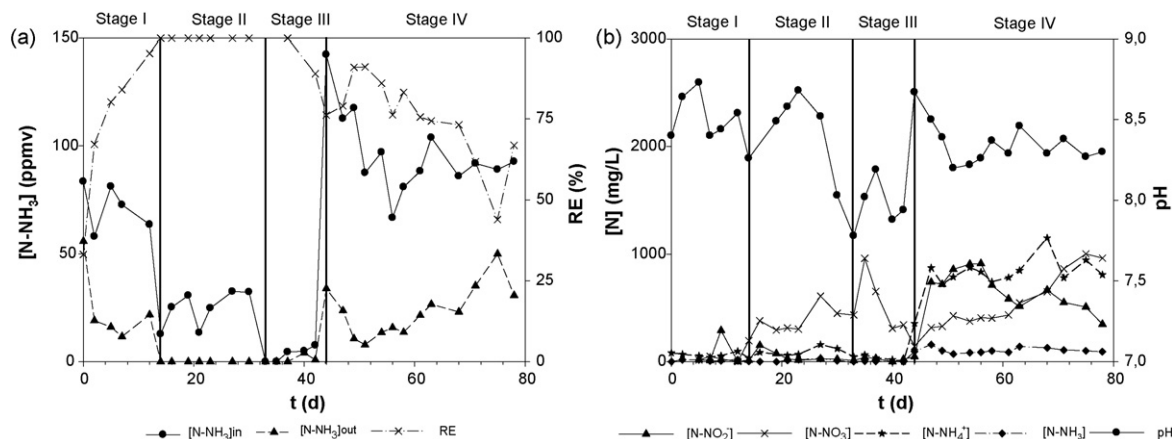 Stage I Stage II Stage III Stage IV
(a)
150
100
50
0
[N-NH3] (ppmv)
100
75
50
25
0
RE (%)
0 20 40 60 80
t (d)
[N-NH3]in [N-NH3]out RE
Stage I Stage II Stage III Stage IV
(b)
3000
2000
1000
0
[N] (mg/L)
9,0
8,5
8,0
7,5
7,0
pH
0 20 40 60 80
t (d)
[N-NO2-] [N-NO3-] [N-NH4+] [N-NH3] pH